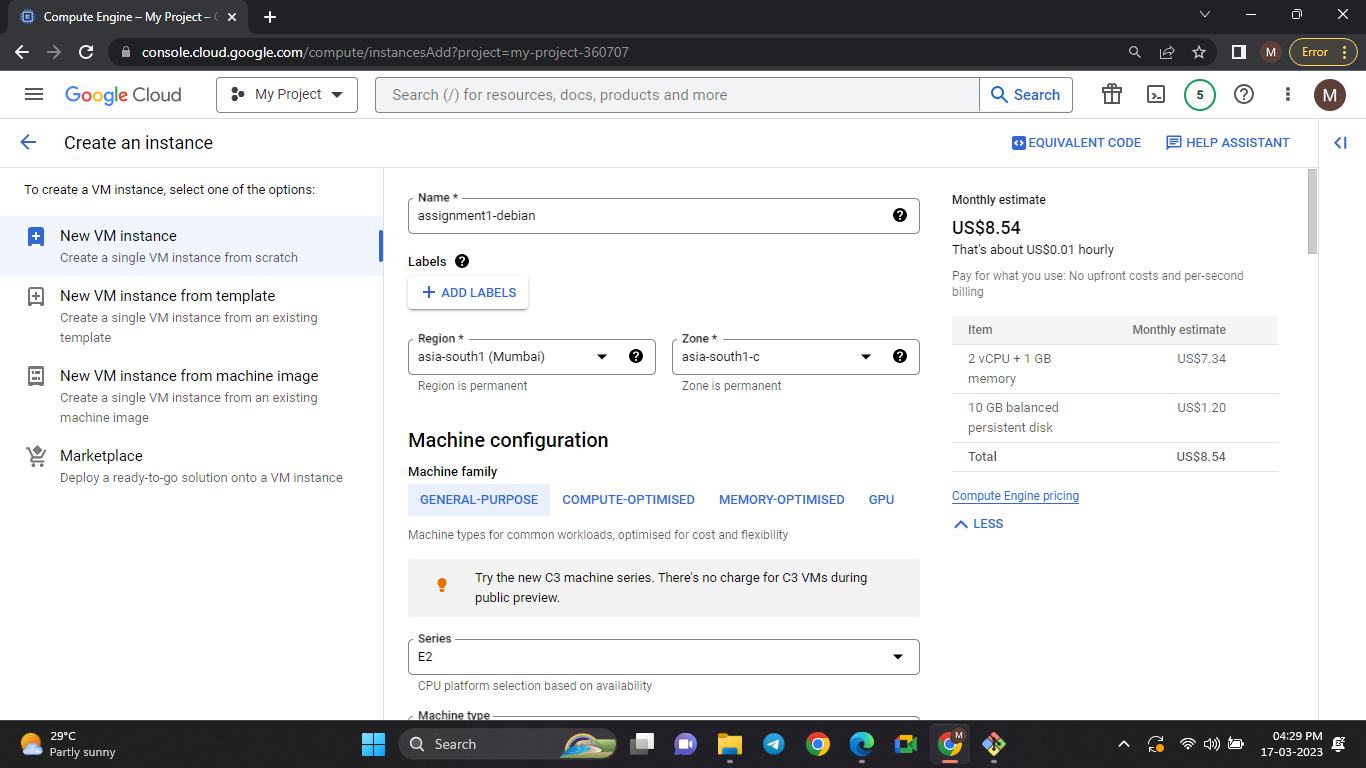 Compute Engine – My Project –
console.cloud.google.com/compute/instancesAdd?project=my-project-360707
M
Error
Google Cloud
My Project
Search (/) for resources, docs, products and more
Search
5
M
Create an instance
EQUIVALENT CODE
HELP ASSISTANT
To create a VM instance, select one of the options:
New VM instance
Create a single VM instance from scratch
New VM instance from template
Create a single VM instance from an existing
template
New VM instance from machine image
Create a single VM instance from an existing
machine image
Marketplace
Deploy a ready-to-go solution onto a VM instance
Name *
assignment1-debian
Labels
ADD LABELS
Region *
asia-south1 (Mumbai)
Region is permanent
Zone *
asia-south1-c
Zone is permanent
Machine configuration
Machine family
GENERAL-PURPOSE
COMPUTE-OPTIMISED
MEMORY-OPTIMISED
GPU
Machine types for common workloads, optimised for cost and flexibility
Try the new C3 machine series. There's no charge for C3 VMs during
public preview.
Series
E2
CPU platform selection based on availability
Machine type
Monthly estimate
US$8.54
That's about US$0.01 hourly
Pay for what you use: No upfront costs and per-second
billing
Item Monthly estimate
2 vCPU + 1 GB US$7.34
memory
10 GB balanced US$1.20
persistent disk
Total US$8.54
Compute Engine pricing
LESS
29°C
Partly sunny
Search
M
04:29 PM
17-03-2023